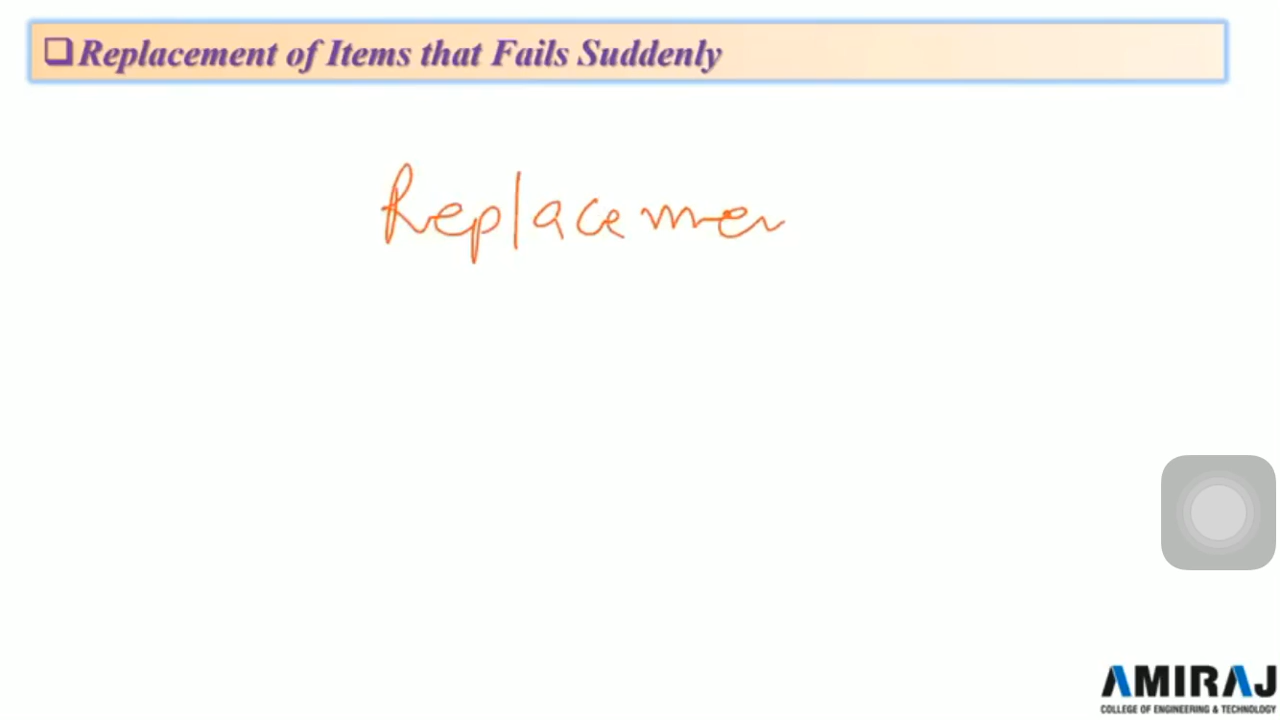 Replacement of Items that Fails Suddenly
Replacemen
AMIRAJ
COLLEGE OF ENGINEERING & TECHNOLOGY